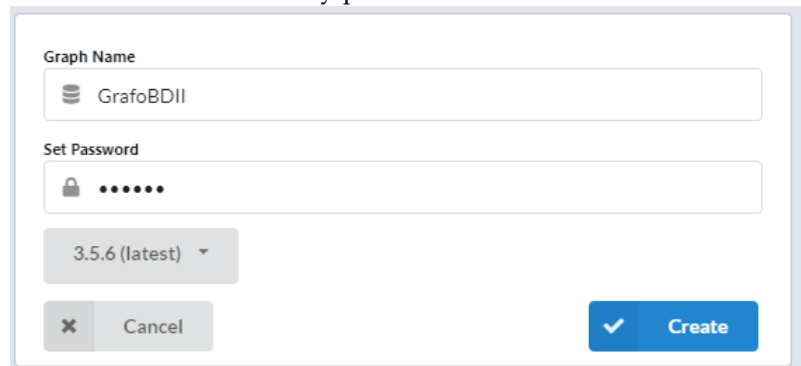 Graph Name
GrafoBDII
Set Password
••••••
3.5.6 (latest)
Cancel
Create